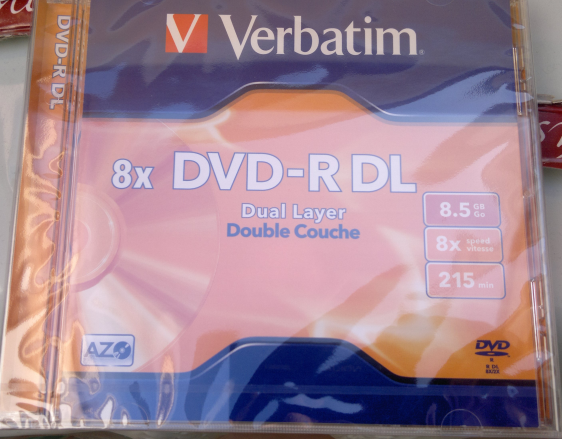 Verbatim
DVD-R DL
8x DVD-R DL
Dual Layer
Double Couche
8.5 GB
Go
8x speed
vitesse
215 min
AZO
DVD
R
R DL